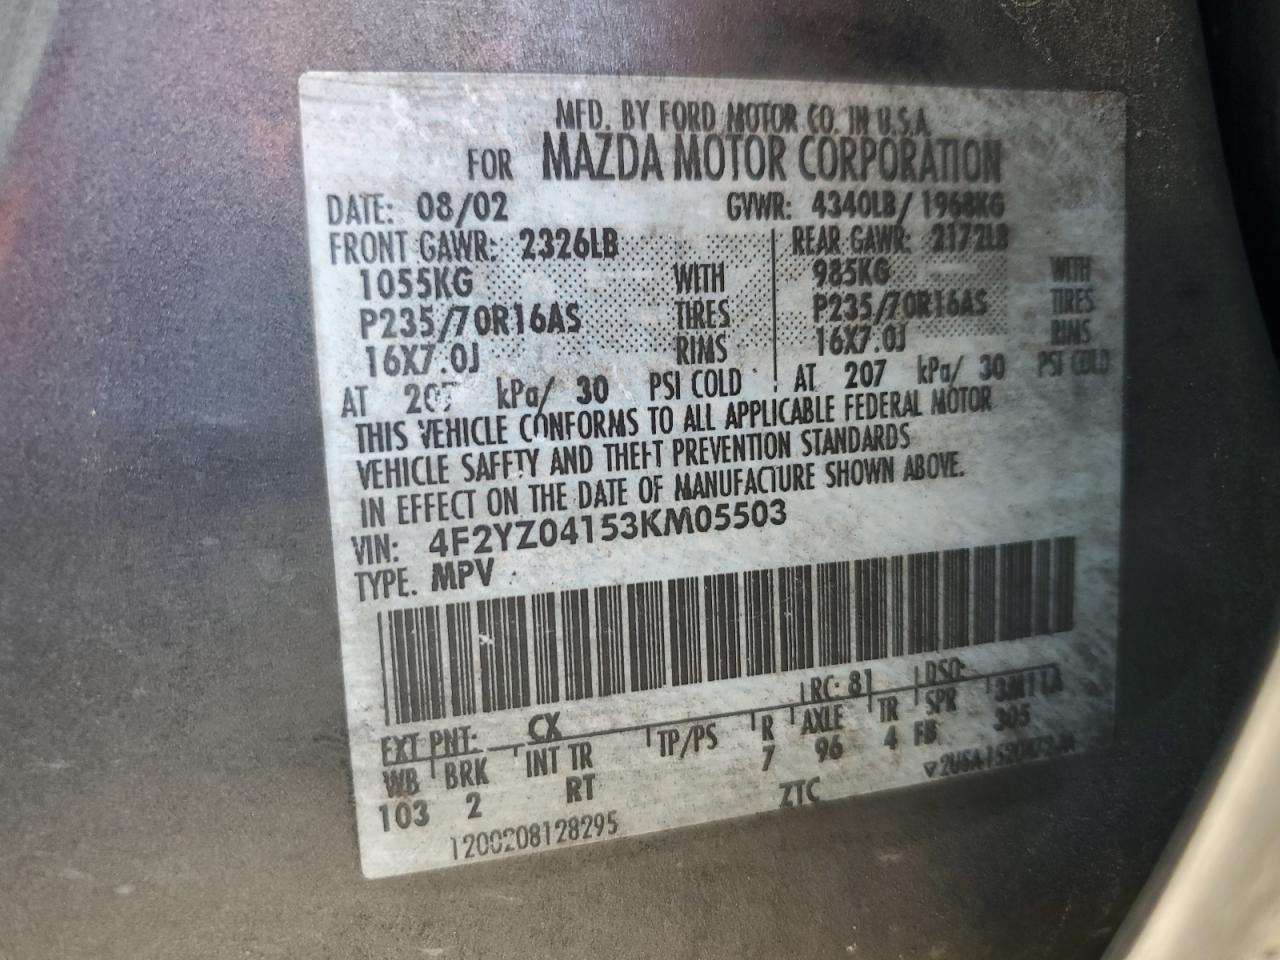 MFD. BY FORD MOTOR CO. IN U.S.A.
FOR MAZDA MOTOR CORPORATION
DATE: 08/02 GVWR: 4340LB/ 1968KG
FRONT GAWR: 2326LB REAR GAWR: 2172LB
1055KG WITH 985KG WITH
P235/70R16AS TIRES P235/70R16AS TIRES
16X7.0J RIMS 16X7.0J RIMS
AT 207 kPa/ 30 PSI COLD AT 207 kPa/ 30 PSI COLD
THIS VEHICLE CONFORMS TO ALL APPLICABLE FEDERAL MOTOR
VEHICLE SAFETY AND THEFT PREVENTION STANDARDS
IN EFFECT ON THE DATE OF MANUFACTURE SHOWN ABOVE.
VIN: 4F2YZ04153KM05503
TYPE. MPV
EXT PNT: CX RC: 81 DSO:
WB BRK INT TR TP/PS R AXLE TR SPR
103 2 RT 7 96 4 FB 305
1200208128295 ZTC